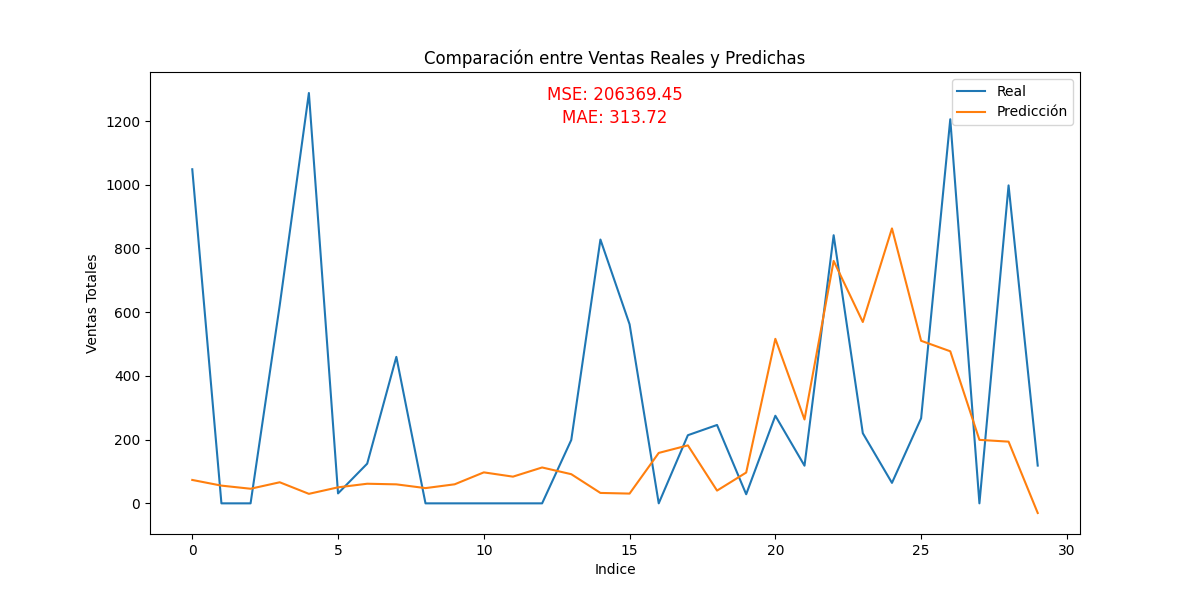 Comparación entre Ventas Reales y Predichas
MSE: 206369.45
MAE: 313.72
Real
Predicción
Ventas Totales
1200
1000
800
600
400
200
0
0 5 10 15 20 25 30
Indice